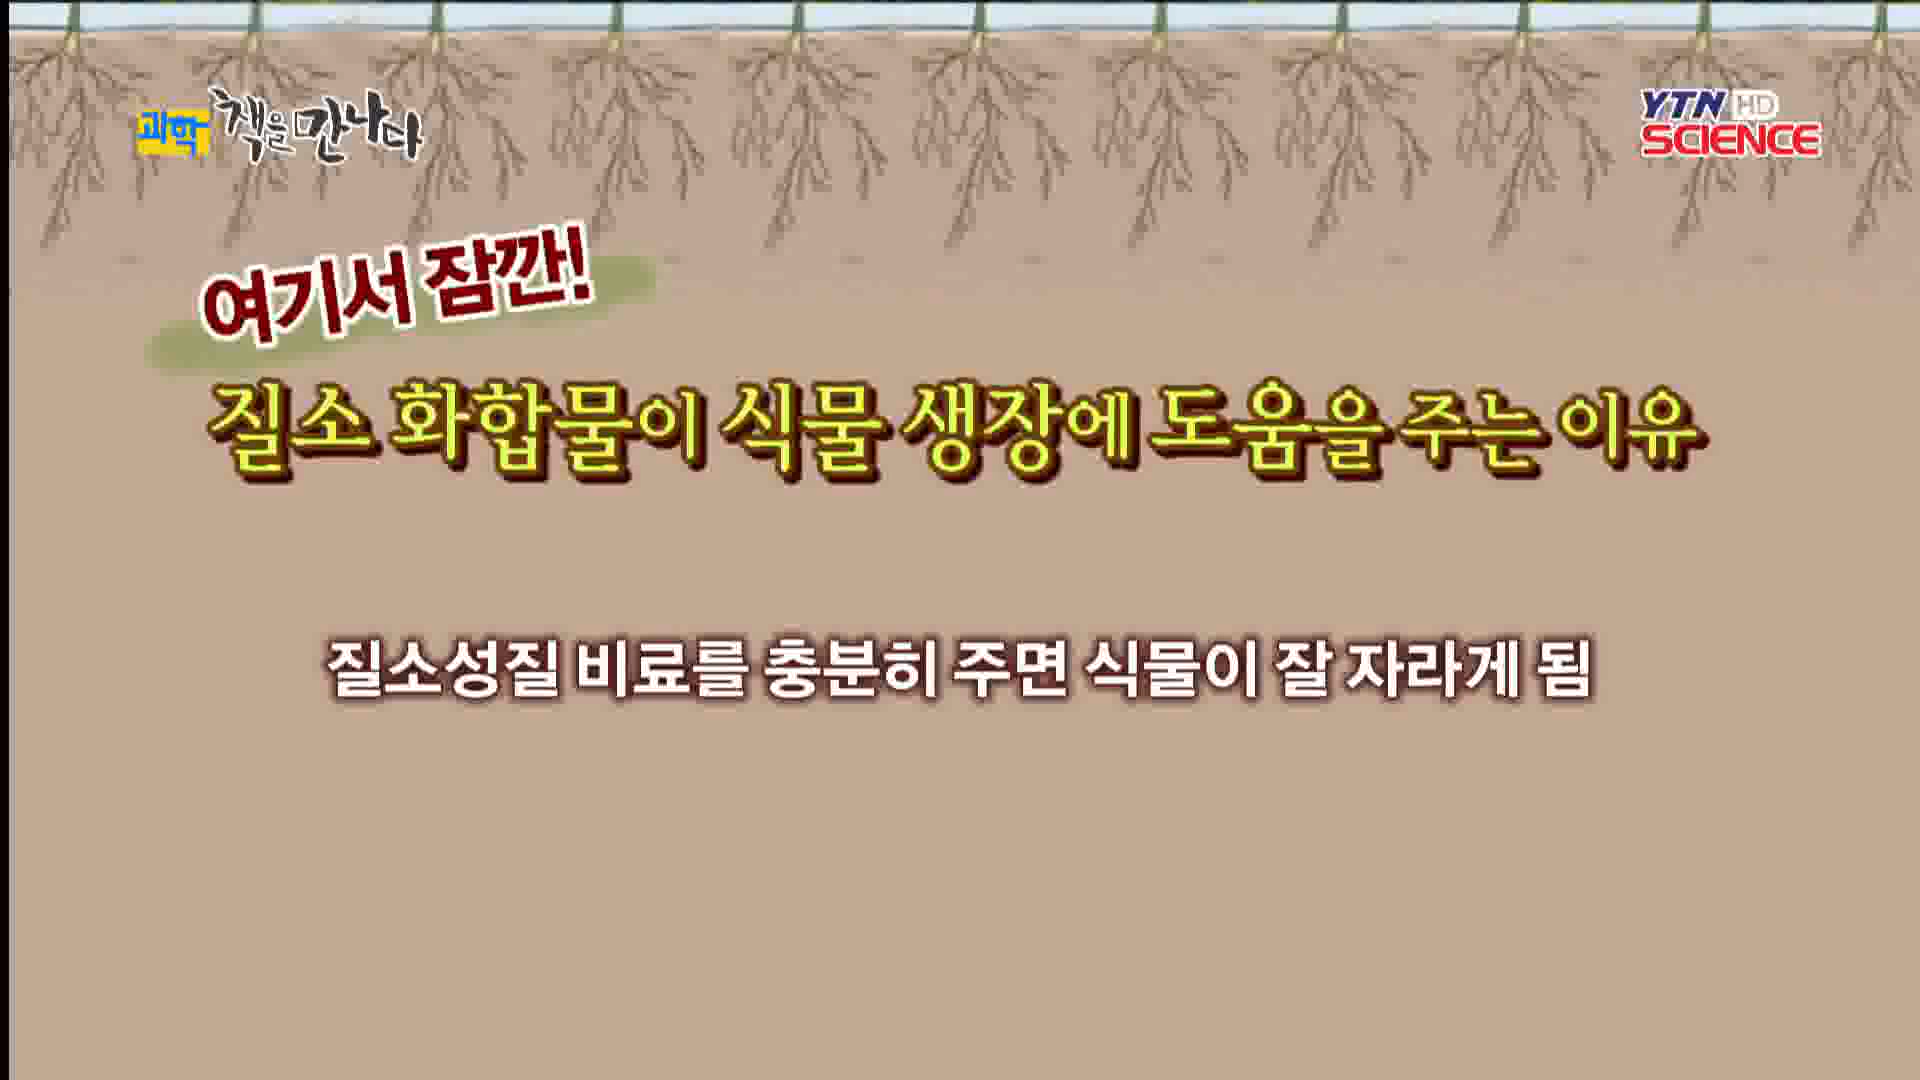 과학 책을 만나다
YTN HD
SCIENCE
여기서 잠깐!
질소 화합물이 식물 생장에 도움을 주는 이유
질소성질 비료를 충분히 주면 식물이 잘 자라게 됨